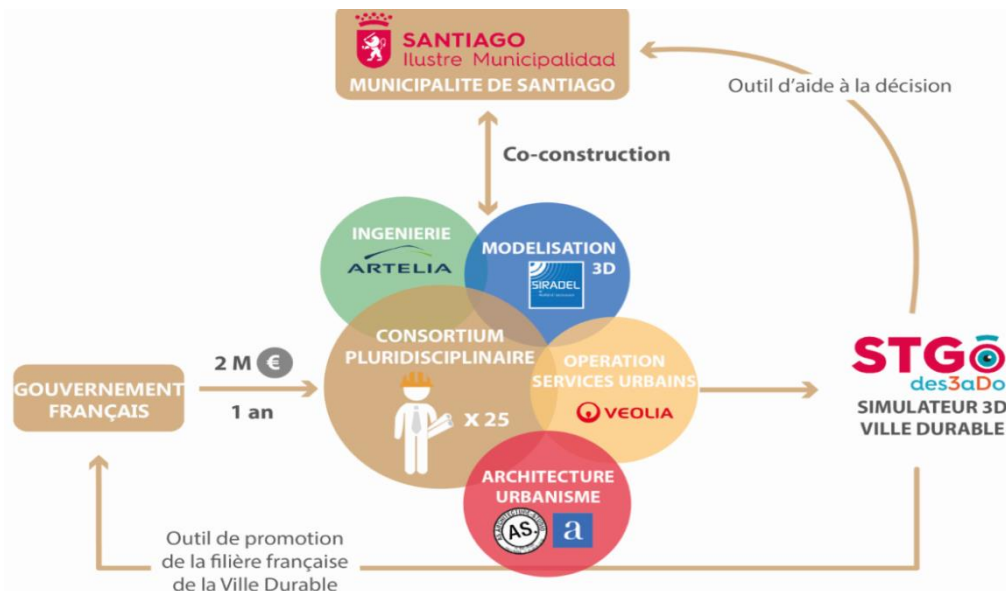 SANTIAGO
Ilustre Municipalidad
MUNICIPALITE DE SANTIAGO
Outil d'aide à la décision
Co-construction
INGENIERIE
ARTELIA
MODELISATION
3D
SIRADEL
CONSORTIUM
PLURIDISCIPLINAIRE
X 25
OPERATION
SERVICES URBAINS
VEOLIA
2 M €
1 an
GOUVERNEMENT
FRANÇAIS
STGO
des3aDo
SIMULATEUR 3D
VILLE DURABLE
ARCHITECTURE
URBANISME
AS.
a
Outil de promotion
de la filière française
de la Ville Durable